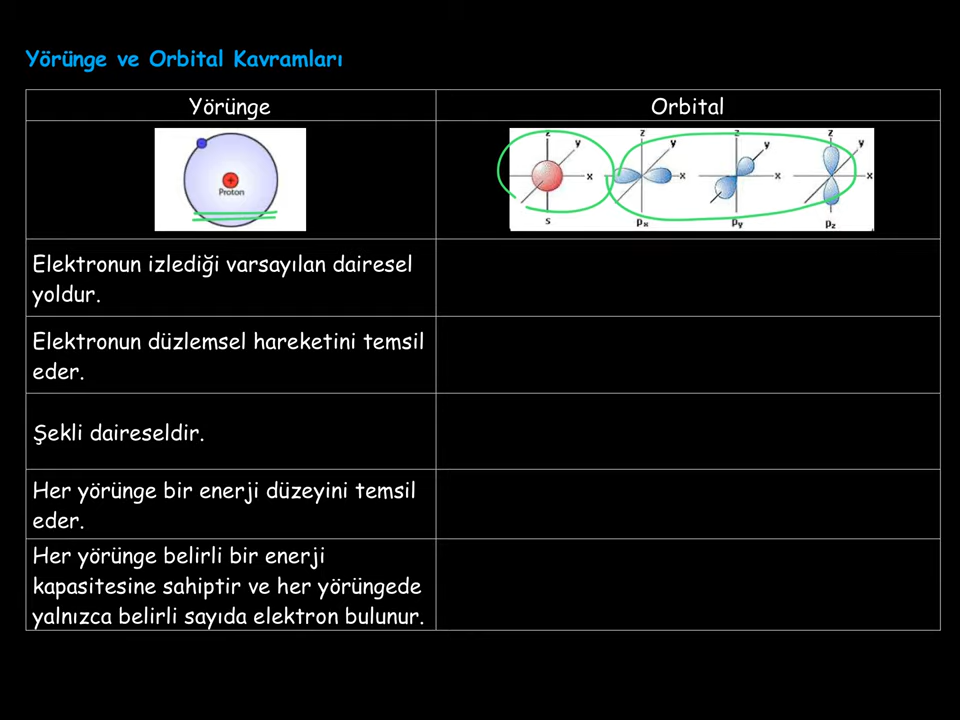 Yörünge ve Orbital Kavramları
Yörünge
Orbital
Proton
z
y
x
s
z
y
x
px
z
y
x
py
z
y
x
pz
Elektronun izlediği varsayılan dairesel
yoldur.
Elektronun düzlemsel hareketini temsil
eder.
Şekli daireseldir.
Her yörünge bir enerji düzeyini temsil
eder.
Her yörünge belirli bir enerji
kapasitesine sahiptir ve her yörüngede
yalnızca belirli sayıda elektron bulunur.